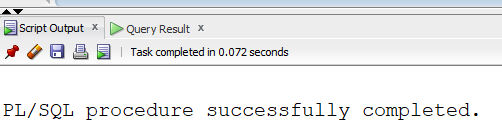 Script Output x Query Result x
Task completed in 0.072 seconds
PL/SQL procedure successfully completed.